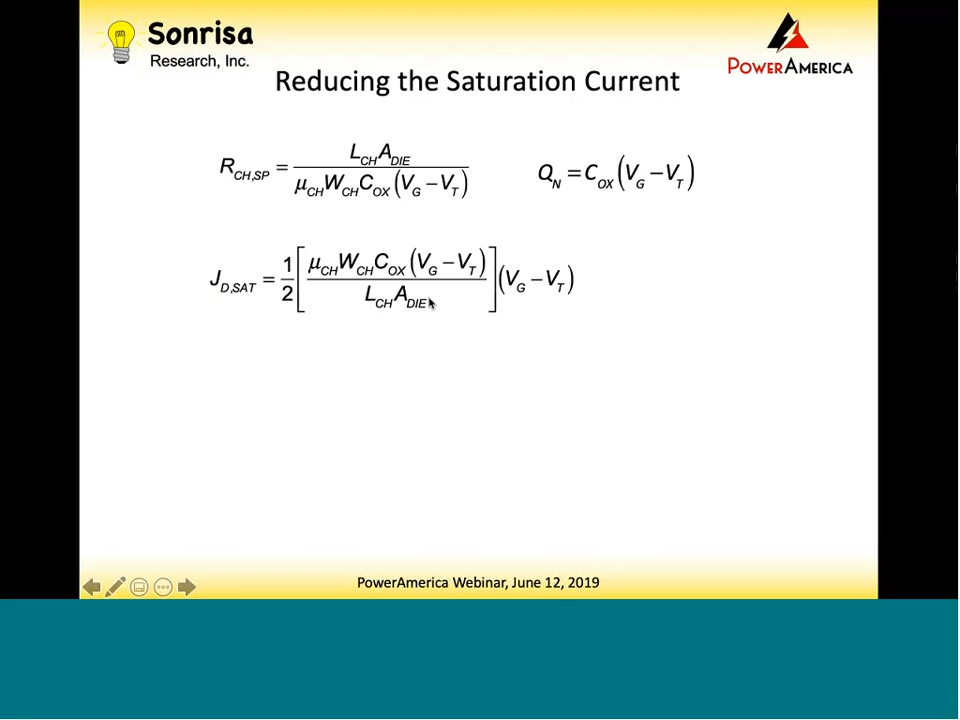 Sonrisa
Research, Inc.
POWERAMERICA
Reducing the Saturation Current
R_CH,SP = L_CH A_DIE / μ_CH W_CH C_OX (V_G − V_T)
Q_N = C_OX (V_G − V_T)
J_D,SAT = 1/2 [μ_CH W_CH C_OX (V_G − V_T) / L_CH A_DIE] (V_G − V_T)
PowerAmerica Webinar, June 12, 2019